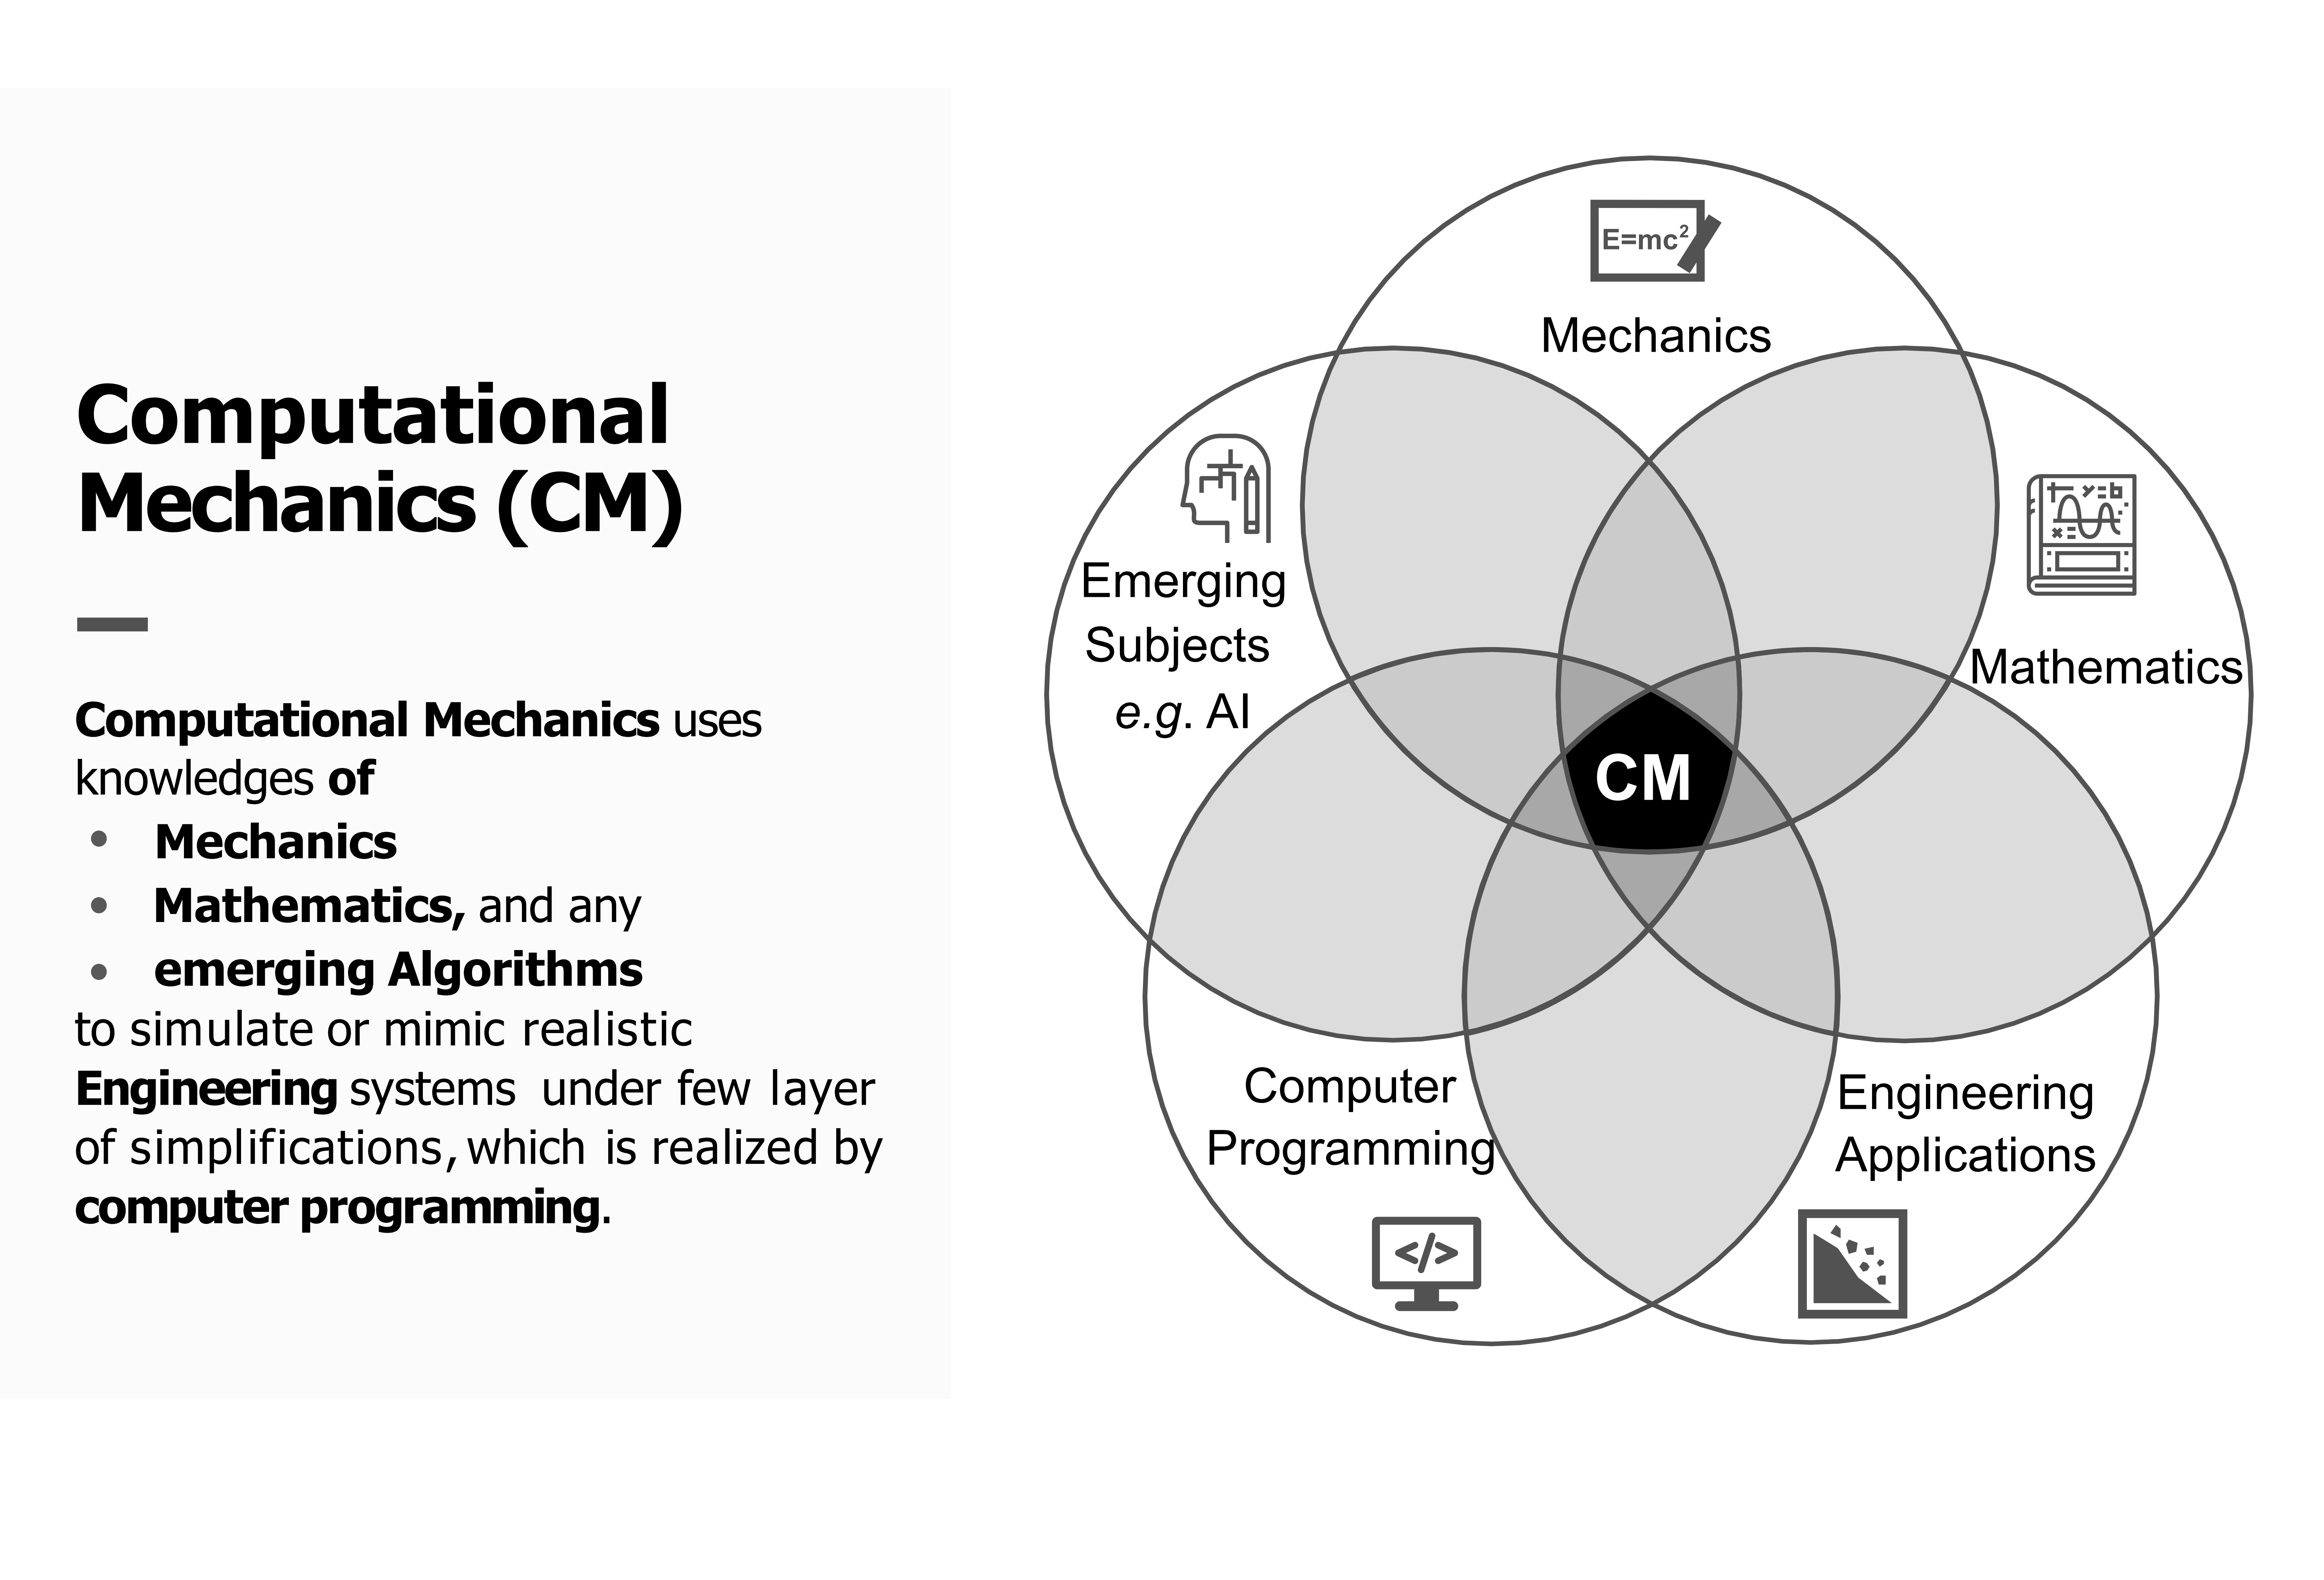 Computational
Mechanics (CM)
Computational Mechanics uses
knowledges of
• Mechanics
• Mathematics, and any
• emerging Algorithms
to simulate or mimic realistic
Engineering systems under few layer
of simplifications, which is realized by
computer programming.
E=mc²
Mechanics
Emerging
Subjects
e.g. AI
Mathematics
CM
Computer
Programming
</>
Engineering
Applications